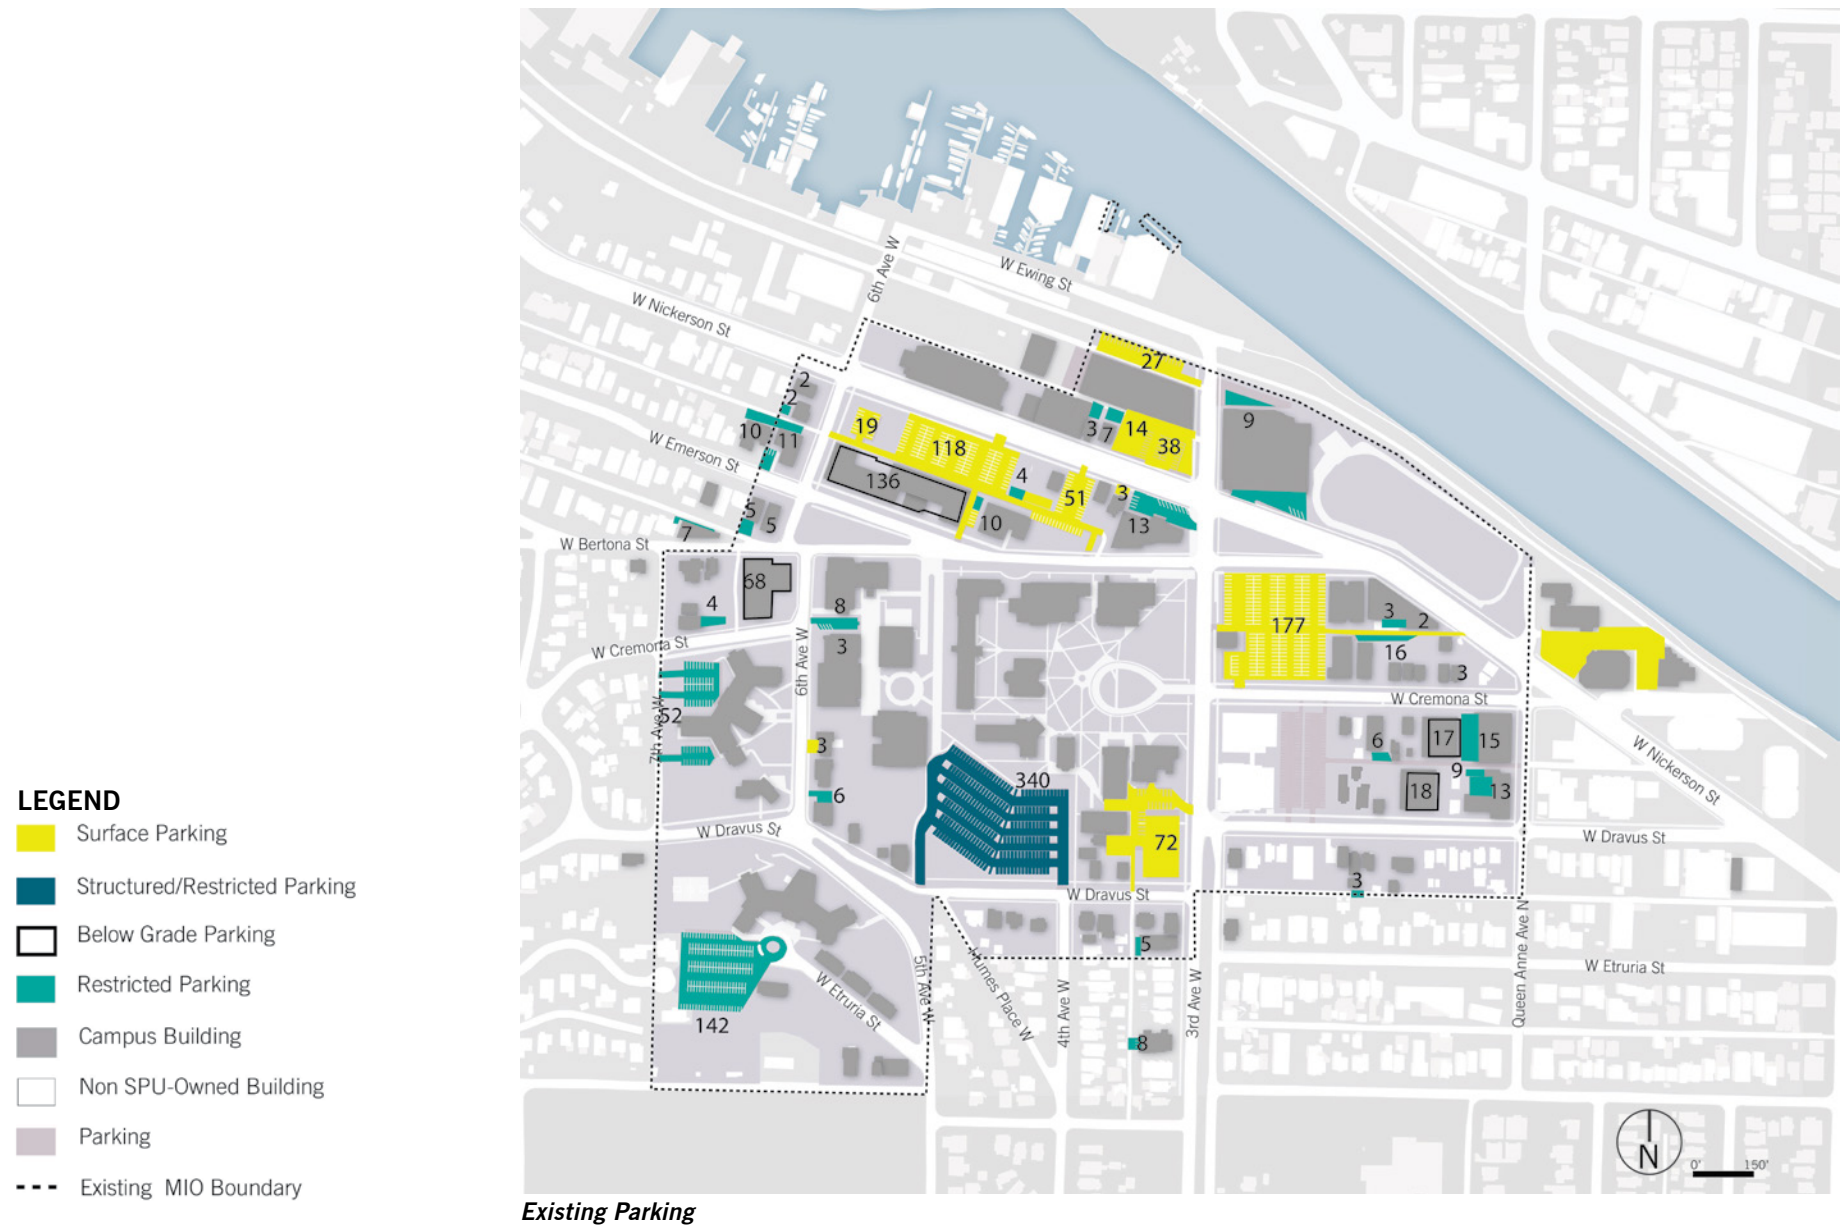 W Ewing St
6th Ave W
W Nickerson St
27
2
2
9
19
3
7
14
38
10
11
118
W Emerson St
136
4
51
3
5
5
10
13
7
W Bertona St
68
4
8
3
2
177
3
16
W Cremona St
6th Ave W
3
W Cremona St
52
7th Ave W
3
6
17
15
W Nickerson St
9
340
18
13
6
LEGEND
Surface Parking
Structured/Restricted Parking
Below Grade Parking
Restricted Parking
Campus Building
Non SPU-Owned Building
Parking
Existing MIO Boundary
W Dravus St
72
W Dravus St
3
W Dravus St
5
Queen Anne Ave N
W Etruria St
5th Ave W
Humes Place W
4th Ave W
3rd Ave W
W Etruria St
142
8
N
0'
150'
Existing Parking